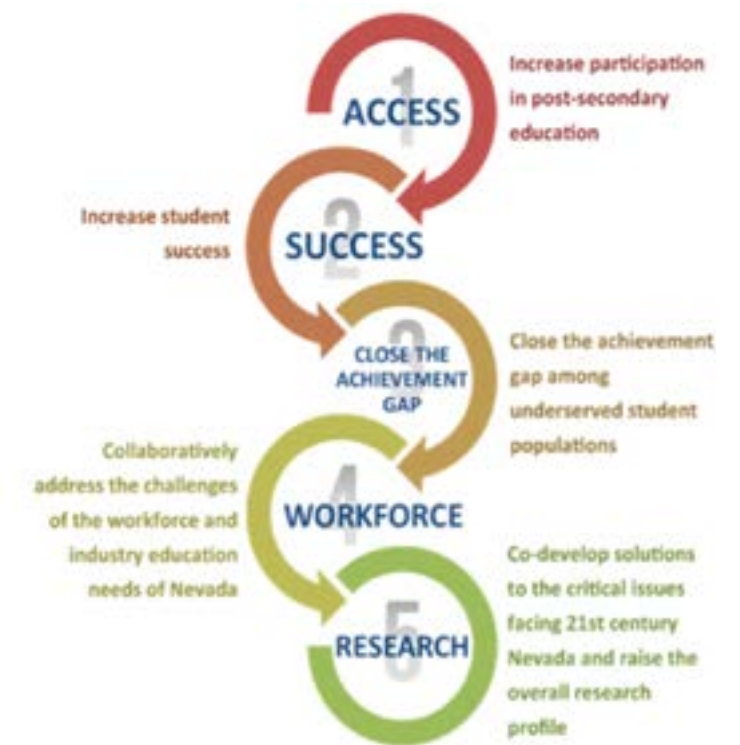 1
ACCESS
Increase participation
in post-secondary
education
2
SUCCESS
Increase student
success
3
CLOSE THE
ACHIEVEMENT
GAP
Close the achievement
gap among
underserved student
populations
4
WORKFORCE
Collaboratively
address the challenges
of the workforce and
industry education
needs of Nevada
5
RESEARCH
Co-develop solutions
to the critical issues
facing 21st century
Nevada and raise the
overall research
profile